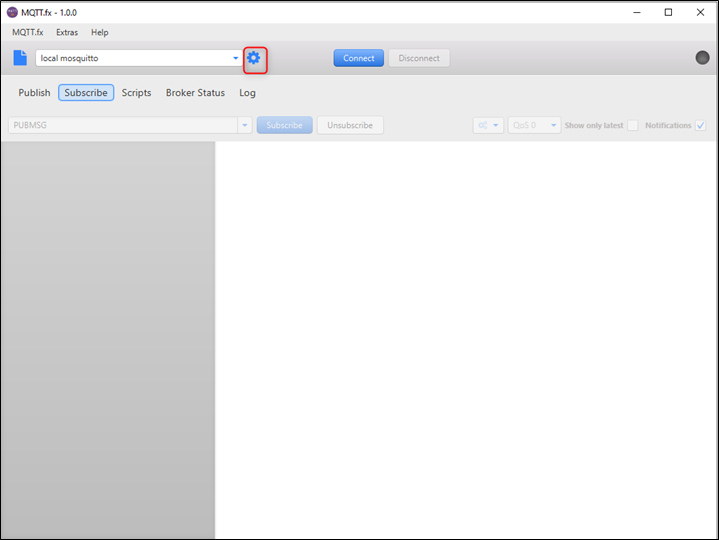 MQTT.fx - 1.0.0
MQTT.fx Extras Help
local mosquitto Connect Disconnect
Publish Subscribe Scripts Broker Status Log
PUBMSG Subscribe Unsubscribe QoS 0 Show only latest Notifications